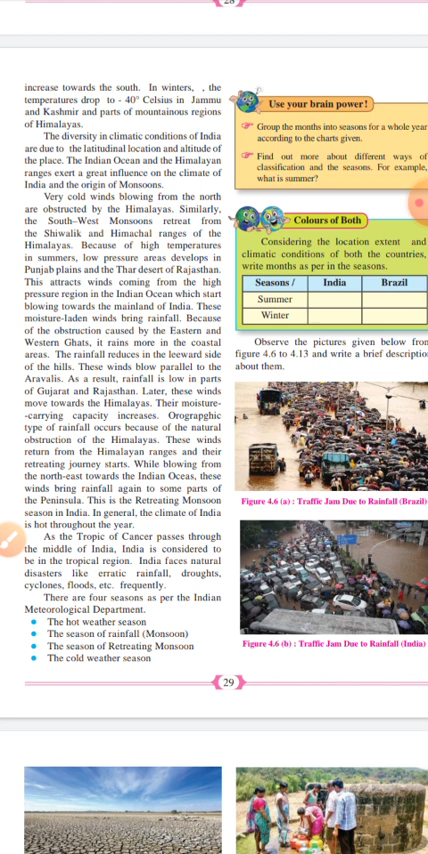 28
increase towards the south. In winters, , the
temperatures drop to - 40° Celsius in Jammu
and Kashmir and parts of mountainous regions
of Himalayas.
The diversity in climatic conditions of India
are due to the latitudinal location and altitude of
the place. The Indian Ocean and the Himalayan
ranges exert a great influence on the climate of
India and the origin of Monsoons.
Very cold winds blowing from the north
are obstructed by the Himalayas. Similarly,
the South–West Monsoons retreat from
the Shiwalik and Himachal ranges of the
Himalayas. Because of high temperatures
in summers, low pressure areas develops in
Punjab plains and the Thar desert of Rajasthan.
This attracts winds coming from the high
pressure region in the Indian Ocean which start
blowing towards the mainland of India. These
moisture-laden winds bring rainfall. Because
of the obstruction caused by the Eastern and
Western Ghats, it rains more in the coastal
areas. The rainfall reduces in the leeward side
of the hills. These winds blow parallel to the
Aravalis. As a result, rainfall is low in parts
of Gujarat and Rajasthan. Later, these winds
move towards the Himalayas. Their moisture-
-carrying capacity increases. Orograpghic
type of rainfall occurs because of the natural
obstruction of the Himalayas. These winds
return from the Himalayan ranges and their
retreating journey starts. While blowing from
the north-east towards the Indian Oceas, these
winds bring rainfall again to some parts of
the Peninsula. This is the Retreating Monsoon
season in India. In general, the climate of India
is hot throughout the year.
As the Tropic of Cancer passes through
the middle of India, India is considered to
be in the tropical region. India faces natural
disasters like erratic rainfall, droughts,
cyclones, floods, etc. frequently.
There are four seasons as per the Indian
Meteorological Department.
● The hot weather season
● The season of rainfall (Monsoon)
● The season of Retreating Monsoon
● The cold weather season
Use your brain power!
☞ Group the months into seasons for a whole year
according to the charts given.
☞ Find out more about different ways of
classification and the seasons. For example,
what is summer?
Colours of Both
Considering the location extent and
climatic conditions of both the countries,
write months as per in the seasons.
Seasons / India Brazil
Summer
Winter
Observe the pictures given below from
figure 4.6 to 4.13 and write a brief descriptio
about them.
Figure 4.6 (a) : Traffic Jam Due to Rainfall (Brazil)
Figure 4.6 (b) : Traffic Jam Due to Rainfall (India)
29